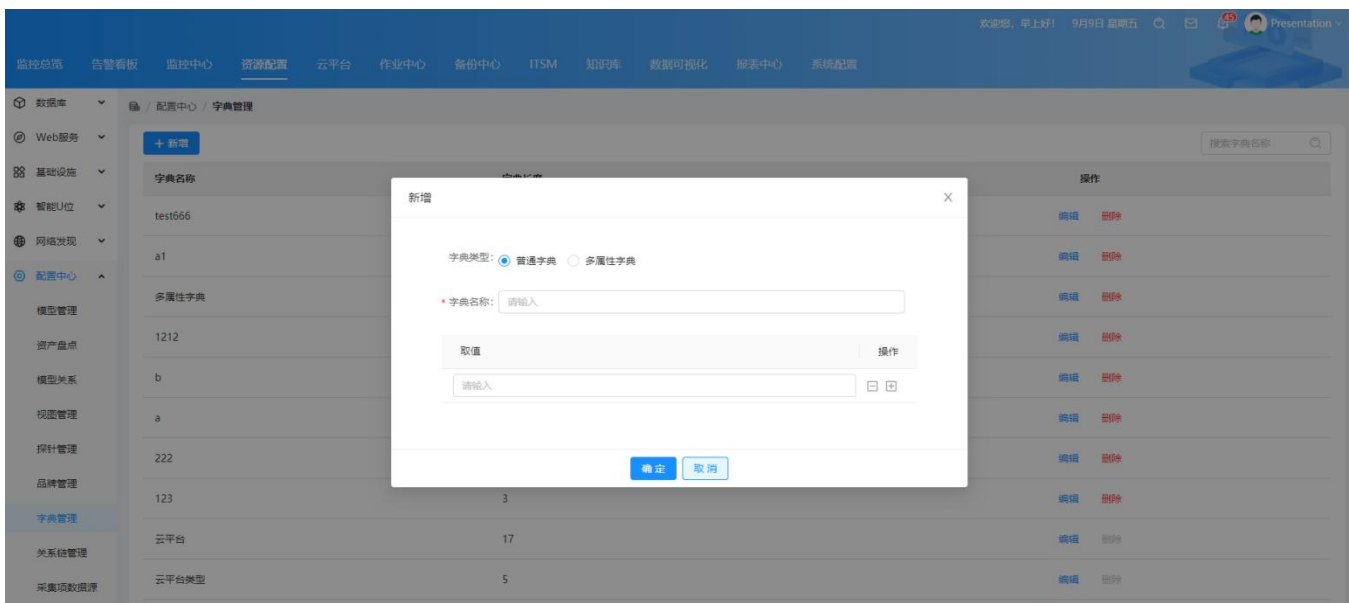 欢迎您，早上好! 9月9日 星期五 45 Presentation
监控总览 告警看板 监控中心 资源配置 云平台 作业中心 备份中心 ITSM 知识库 数据可视化 报表中心 系统配置
数据库 / 配置中心 / 字典管理
Web服务 + 新增 搜索字典名称
基础设施 字典名称 字典长度 操作
新增
智能U位 test666 编辑 删除
网络发现
字典类型: 普通字典 多属性字典
a1 编辑 删除
配置中心
多属性字典 编辑 删除
* 字典名称: 请输入
模型管理
1212 编辑 删除
资产盘点
取值 操作
模型关系 b 编辑 删除
请输入
视图管理 a 编辑 删除
探针管理 222 编辑 删除
确定 取消
品牌管理
123 3 编辑 删除
字典管理
云平台 17 编辑 删除
关系链管理
云平台类型 5 编辑 删除
采集项数据源